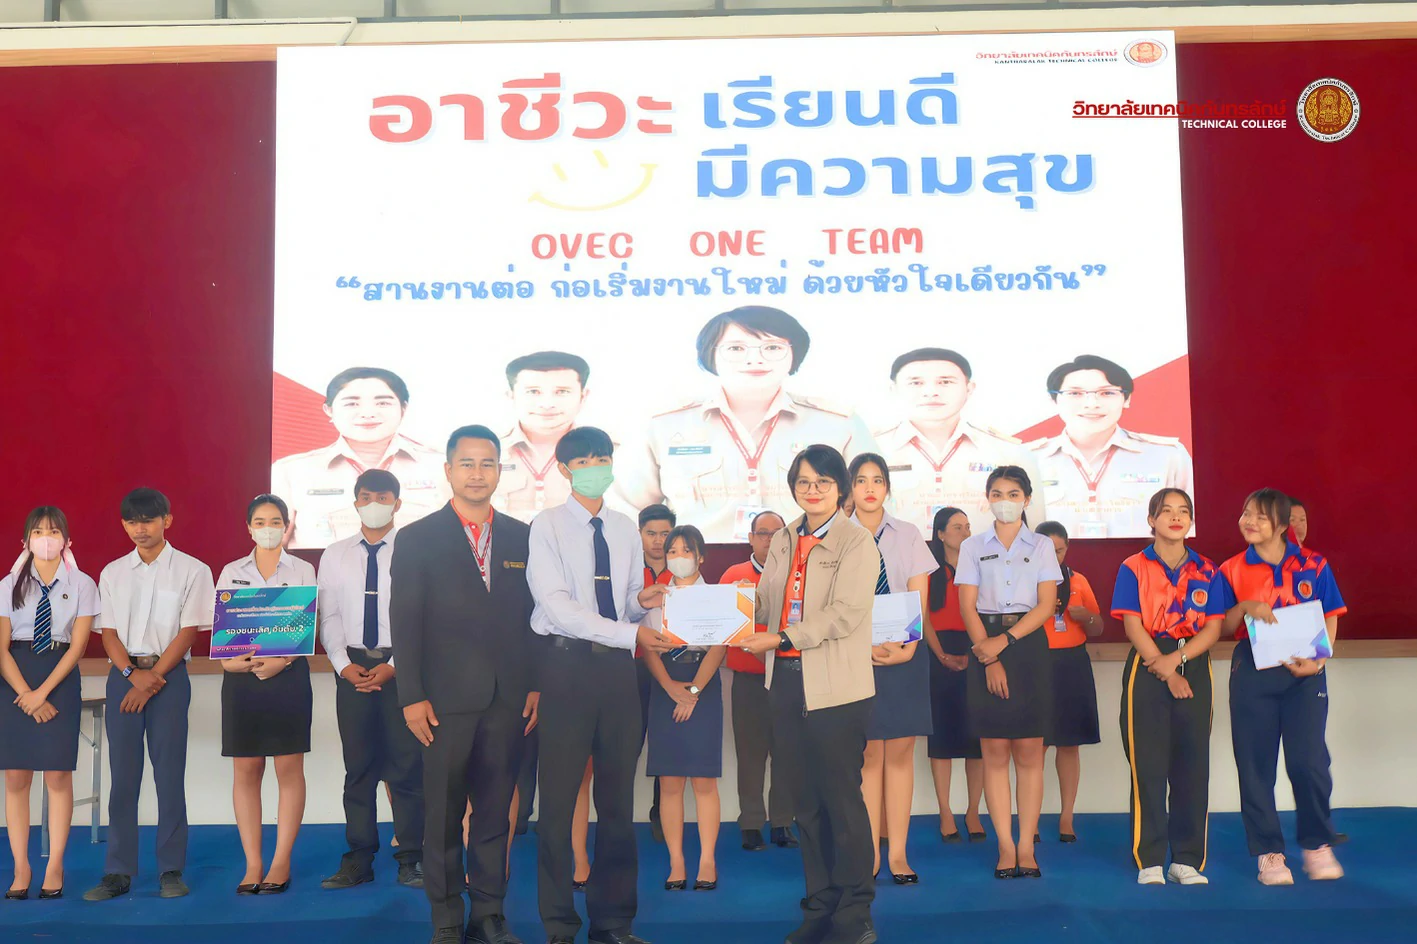 วิทยาลัยเทคนิคกันทรลักษ์
KANTHARALAK TECHNICAL COLLEGE
อาชีวะ เรียนดี
มีความสุข
OVEC ONE TEAM
“สานงานต่อ ก่อเริ่มงานใหม่ ด้วยหัวใจเดียวกัน”
วิทยาลัยเทคนิคกันทรลักษ์
TECHNICAL COLLEGE
รองชนะเลิศ อันดับ 2